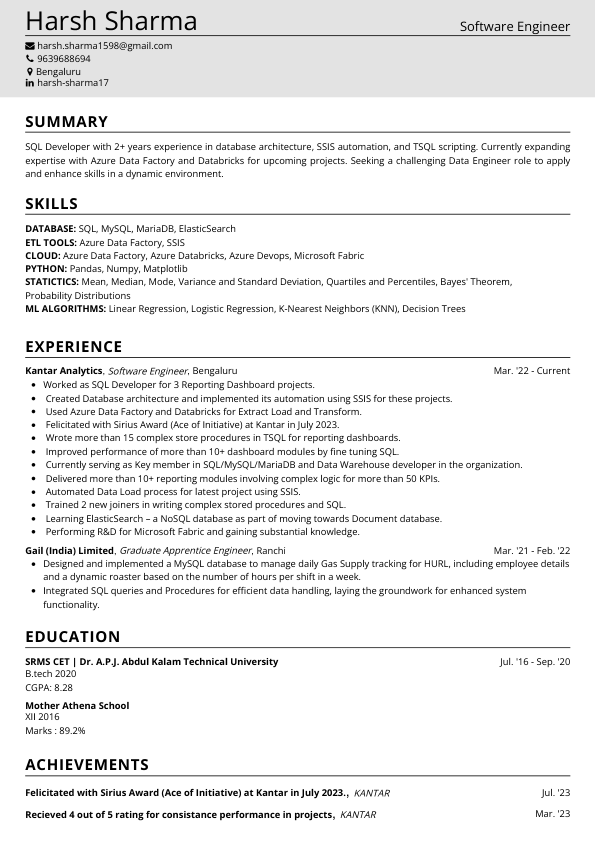 Harsh Sharma
Software Engineer
harsh.sharma1598@gmail.com
9639688694
Bengaluru
harsh-sharma17
SUMMARY
SQL Developer with 2+ years experience in database architecture, SSIS automation, and TSQL scripting. Currently expanding
expertise with Azure Data Factory and Databricks for upcoming projects. Seeking a challenging Data Engineer role to apply
and enhance skills in a dynamic environment.
SKILLS
DATABASE: SQL, MySQL, MariaDB, ElasticSearch
ETL TOOLS: Azure Data Factory, SSIS
CLOUD: Azure Data Factory, Azure Databricks, Azure Devops, Microsoft Fabric
PYTHON: Pandas, Numpy, Matplotlib
STATICTICS: Mean, Median, Mode, Variance and Standard Deviation, Quartiles and Percentiles, Bayes' Theorem,
Probability Distributions
ML ALGORITHMS: Linear Regression, Logistic Regression, K-Nearest Neighbors (KNN), Decision Trees
EXPERIENCE
Kantar Analytics, Software Engineer, Bengaluru Mar. '22 - Current
• Worked as SQL Developer for 3 Reporting Dashboard projects.
• Created Database architecture and implemented its automation using SSIS for these projects.
• Used Azure Data Factory and Databricks for Extract Load and Transform.
• Felicitated with Sirius Award (Ace of Initiative) at Kantar in July 2023.
• Wrote more than 15 complex store procedures in TSQL for reporting dashboards.
• Improved performance of more than 10+ dashboard modules by fine tuning SQL.
• Currently serving as Key member in SQL/MySQL/MariaDB and Data Warehouse developer in the organization.
• Delivered more than 10+ reporting modules involving complex logic for more than 50 KPIs.
• Automated Data Load process for latest project using SSIS.
• Trained 2 new joiners in writing complex stored procedures and SQL.
• Learning ElasticSearch – a NoSQL database as part of moving towards Document database.
• Performing R&D for Microsoft Fabric and gaining substantial knowledge.
Gail (India) Limited, Graduate Apprentice Engineer, Ranchi Mar. '21 - Feb. '22
• Designed and implemented a MySQL database to manage daily Gas Supply tracking for HURL, including employee details
and a dynamic roaster based on the number of hours per shift in a week.
• Integrated SQL queries and Procedures for efficient data handling, laying the groundwork for enhanced system
functionality.
EDUCATION
SRMS CET | Dr. A.P.J. Abdul Kalam Technical University Jul. '16 - Sep. '20
B.tech 2020
CGPA: 8.28
Mother Athena School
XII 2016
Marks : 89.2%
ACHIEVEMENTS
Felicitated with Sirius Award (Ace of Initiative) at Kantar in July 2023., KANTAR Jul. '23
Recieved 4 out of 5 rating for consistance performance in projects, KANTAR Mar. '23